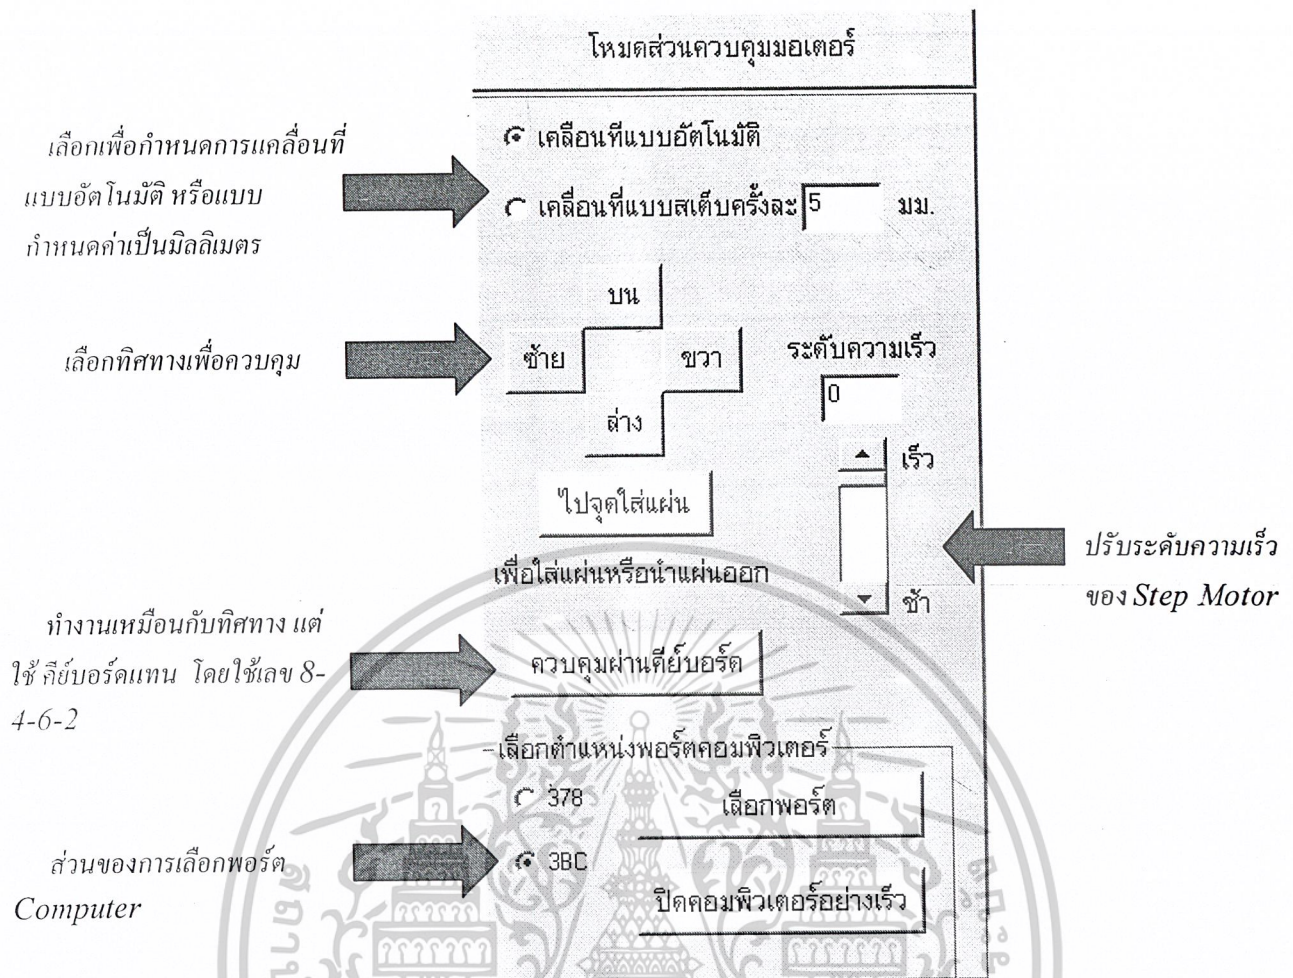 โหมดส่วนควบคุมมอเตอร์
เลือกเพื่อกำหนดการแคลื่อนที่
แบบอัตโนมัติ หรือแบบ
กำหนดค่าเป็นมิลลิเมตร
เคลื่อนที่แบบอัตโนมัติ
เคลื่อนที่แบบสเต็บครั้งละ 5 มม.
เลือกทิศทางเพื่อควบคุม
บน
ซ้าย
ขวา
ล่าง
ระดับความเร็ว
0
เร็ว
ช้า
ปรับระดับความเร็ว
ของ Step Motor
ไปจุดใส่แผ่น
เพื่อใส่แผ่นหรือนำแผ่นออก
ทำงานเหมือนกับทิศทาง แต่
ใช้ คีย์บอร์ดแทน โดยใช้เลข 8-
4-6-2
ควบคุมผ่านคีย์บอร์ด
เลือกตำแหน่งพอร์ตคอมพิวเตอร์
378
3BC
เลือกพอร์ต
ปิดคอมพิวเตอร์อย่างเร็ว
ส่วนของการเลือกพอร์ต
Computer